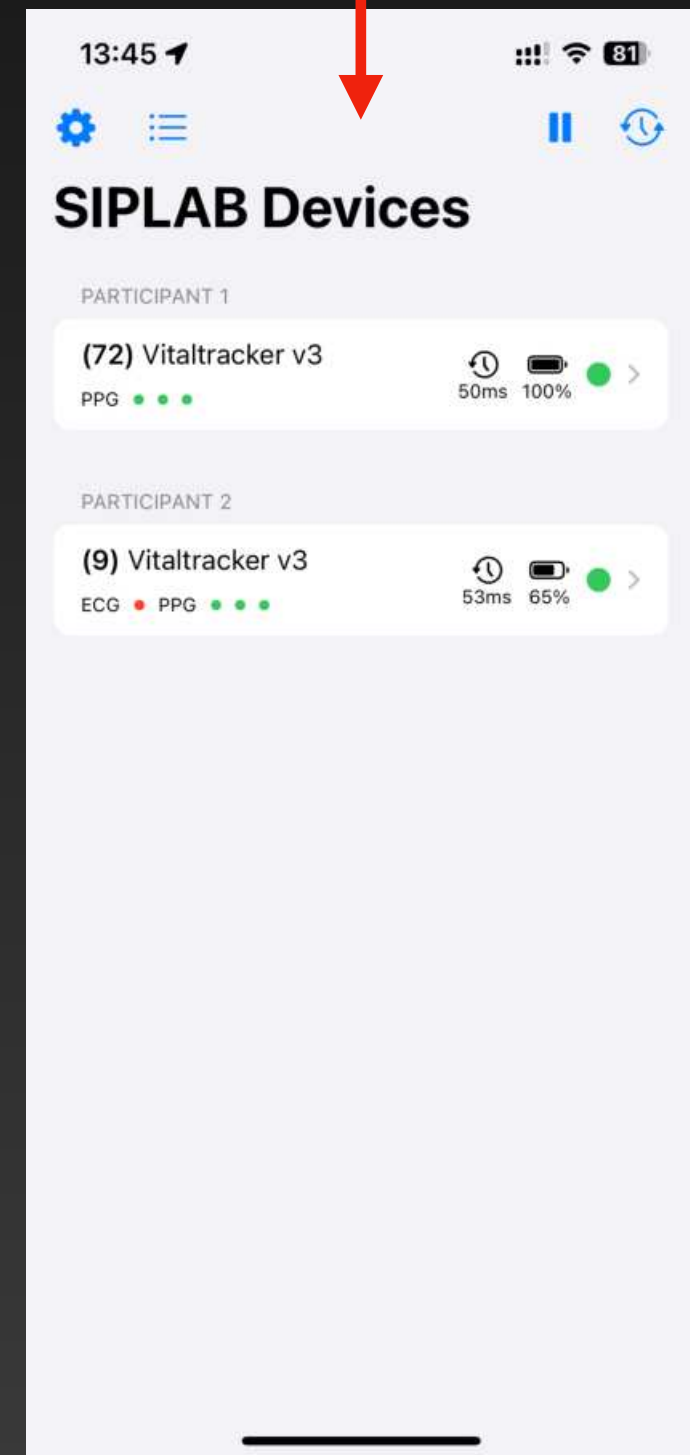 13:45
81
SIPLAB Devices
PARTICIPANT 1
(72) Vitaltracker v3
50ms 100%
PPG
PARTICIPANT 2
(9) Vitaltracker v3
53ms 65%
ECG PPG